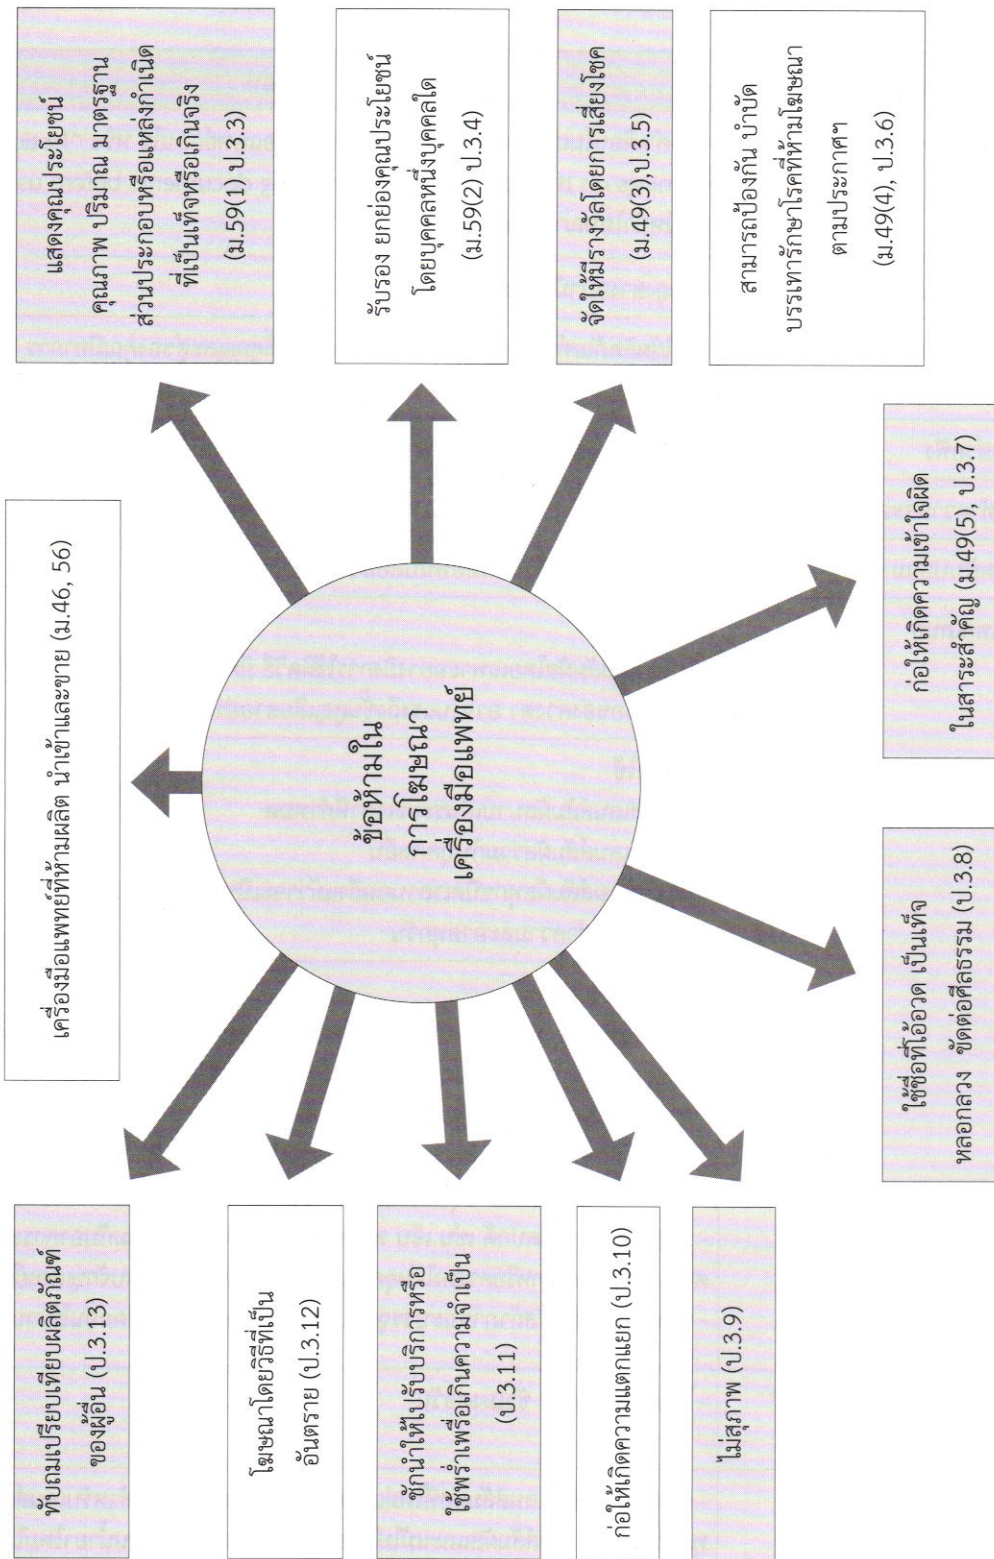 ข้อห้ามใน
การโฆษณา
เครื่องมือแพทย์
เครื่องมือแพทย์ที่ห้ามผลิต นำเข้าและขาย (ม.46, 56)
แสดงคุณประโยชน์
คุณภาพ ปริมาณ มาตรฐาน
ส่วนประกอบหรือแหล่งกำเนิด
ที่เป็นเท็จหรือเกินจริง
(ม.59(1) ป.3.3)
รับรอง ยกย่องคุณประโยชน์
โดยบุคคลหนึ่งบุคคลใด
(ม.59(2) ป.3.4)
จัดให้มีรางวัลโดยการเสี่ยงโชค
(ม.49(3),ป.3.5)
สามารถป้องกัน บำบัด
บรรเทารักษาโรคที่ห้ามโฆษณา
ตามประกาศฯ
(ม.49(4), ป.3.6)
ก่อให้เกิดความเข้าใจผิด
ในสาระสำคัญ (ม.49(5), ป.3.7)
ใช้ชื่อที่โอ้อวด เป็นเท็จ
หลอกลวง ขัดต่อศีลธรรม (ป.3.8)
ไม่สุภาพ (ป.3.9)
ก่อให้เกิดความแตกแยก (ป.3.10)
ชักนำให้ไปรับบริการหรือ
ใช้พร่ำเพรื่อเกินความจำเป็น
(ป.3.11)
โฆษณาโดยวิธีที่เป็น
อันตราย (ป.3.12)
ทับถมเปรียบเทียบผลิตภัณฑ์
ของผู้อื่น (ป.3.13)